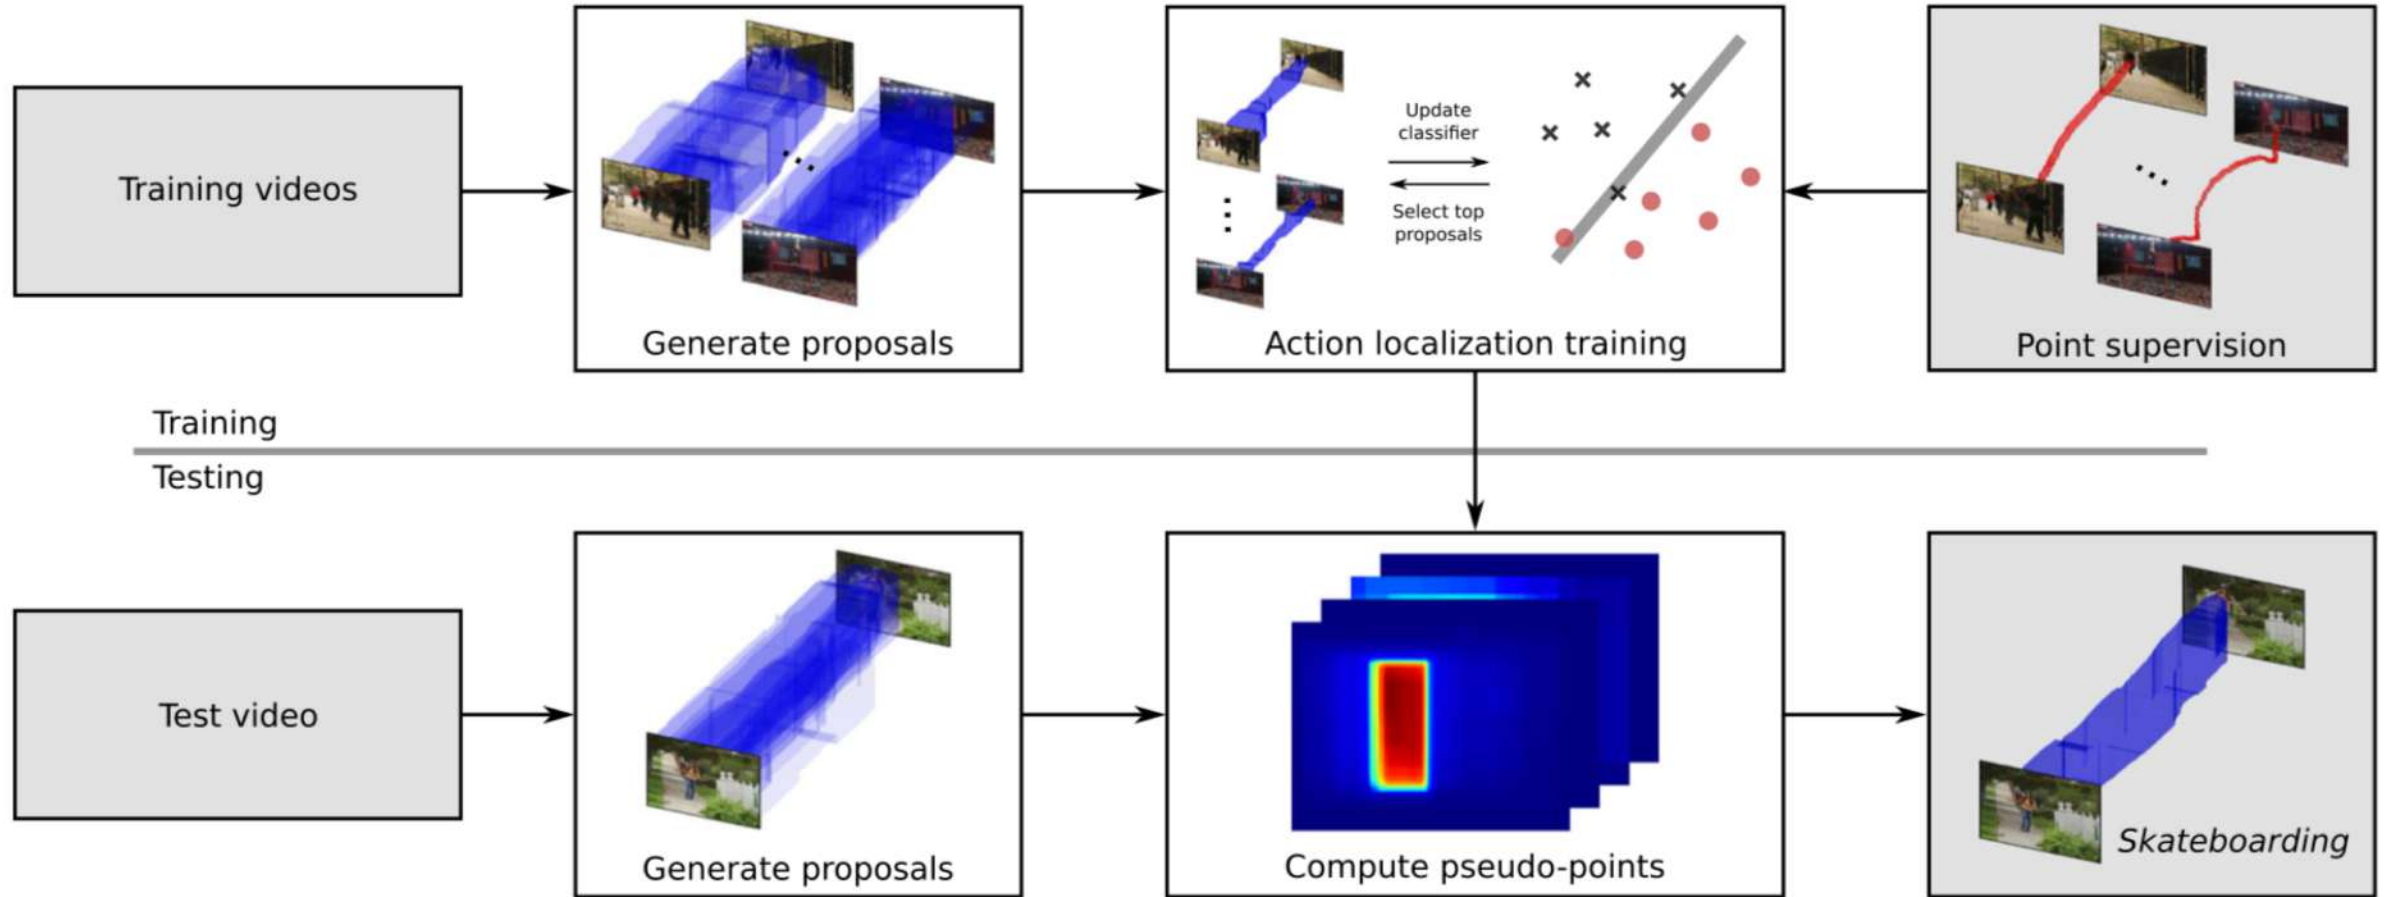 Training videos
Generate proposals
Update
classifier
Select top
proposals
Action localization training
Point supervision
Training
Testing
Test video
Generate proposals
Compute pseudo-points
Skateboarding